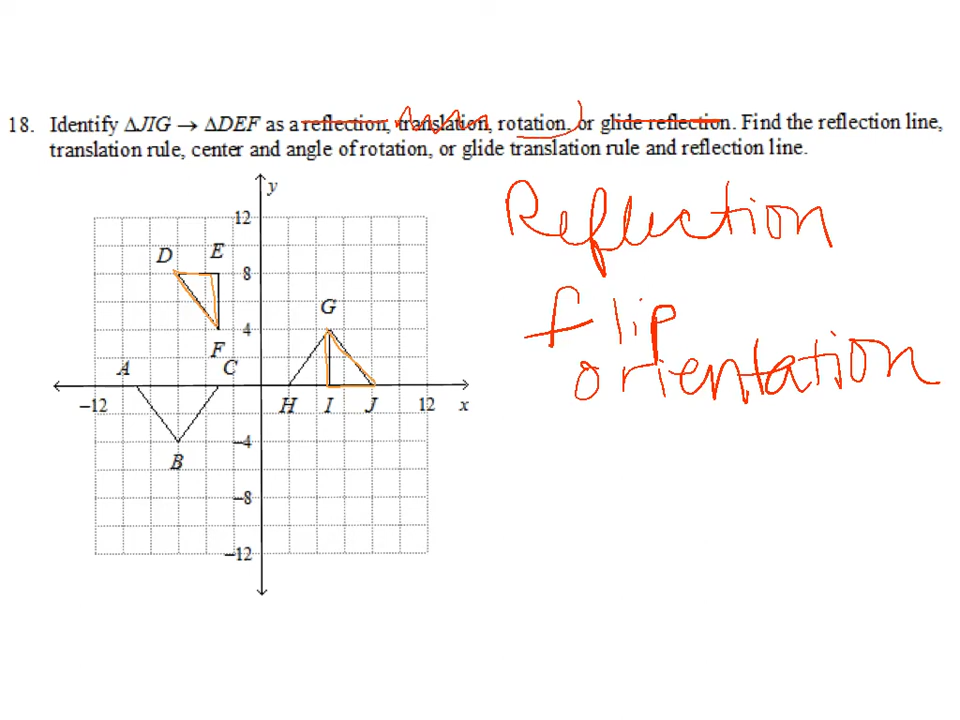 18. Identify ΔJIG → ΔDEF as a reflection, translation, rotation, or glide reflection. Find the reflection line,
translation rule, center and angle of rotation, or glide translation rule and reflection line.
Reflection
flip
orientation
y
12
D E
8
G
4
F
A C
−12 H I J 12 x
−4
B
−8
−12